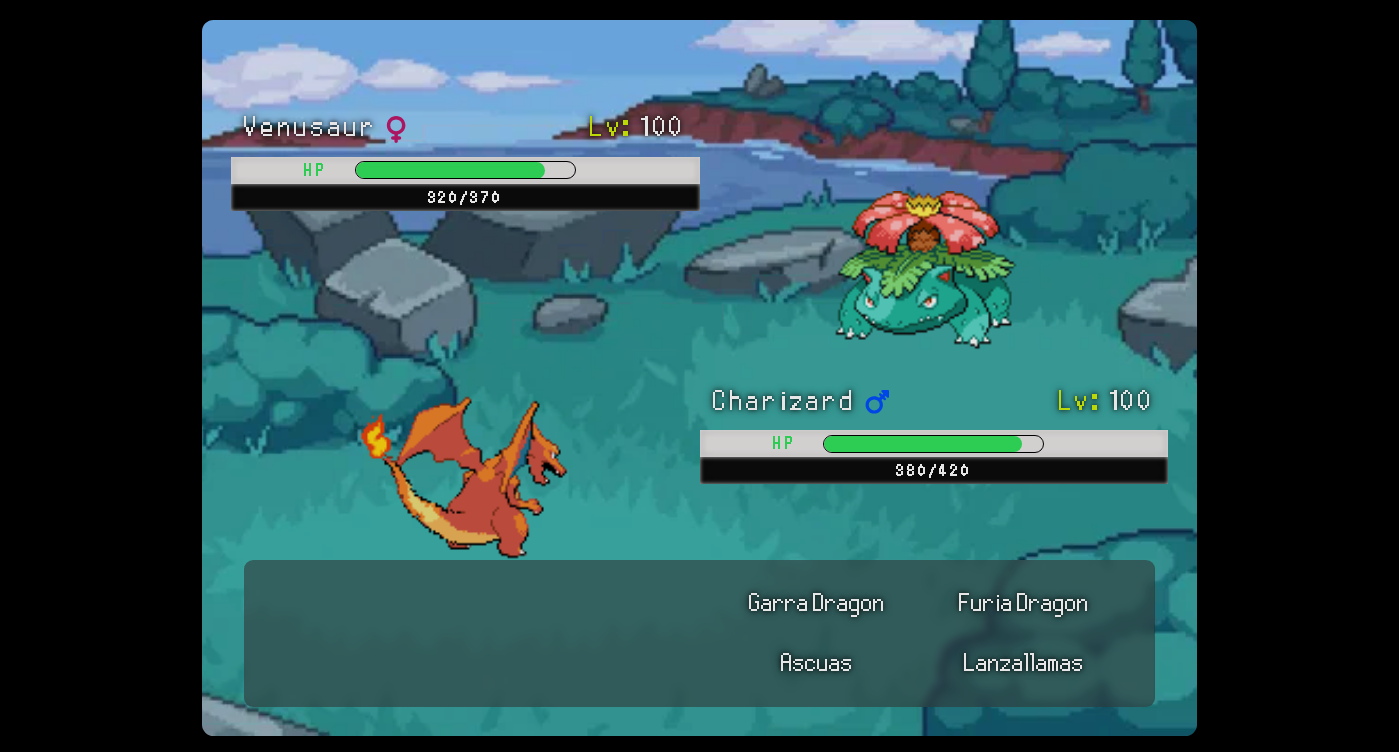 Venusaur ♀ Lv: 100
HP
320/370
Charizard ♂ Lv: 100
HP
380/420
Garra Dragon Furia Dragon
Ascuas Lanzallamas